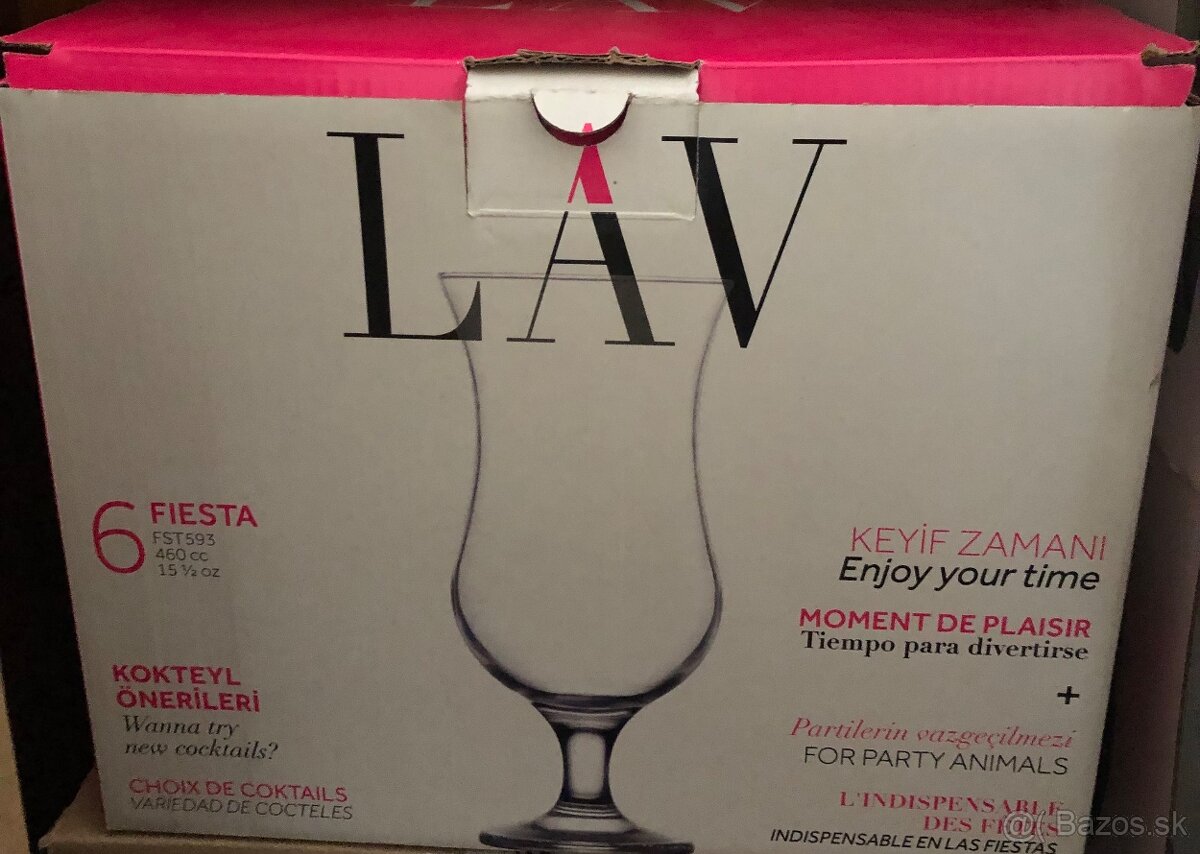 LAV
LAV
6 FIESTA
FST593
460 cc
15 ½ oz
KOKTEYL
ÖNERİLERİ
Wanna try
new cocktails?
CHOIX DE COKTAILS
VARIEDAD DE COCTELES
KEYİF ZAMANI
Enjoy your time
MOMENT DE PLAISIR
Tiempo para divertirse
+
Partilerin vazgeçilmezi
FOR PARTY ANIMALS
L'INDISPENSABLE
DES FÊTES
INDISPENSABLE EN LAS FIESTAS
Bazos.sk